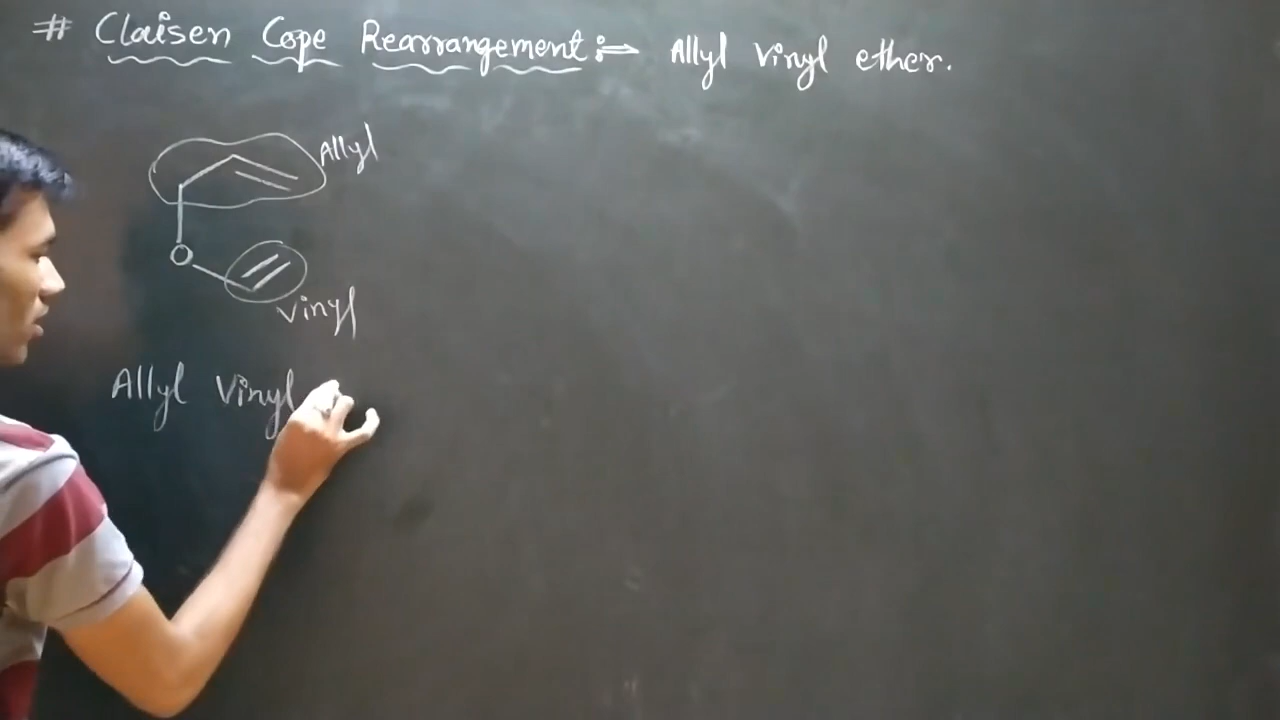 # Claisen Cope Rearrangement :⇒ Allyl Vinyl ether.
Allyl
O
Vinyl
Allyl Vinyl